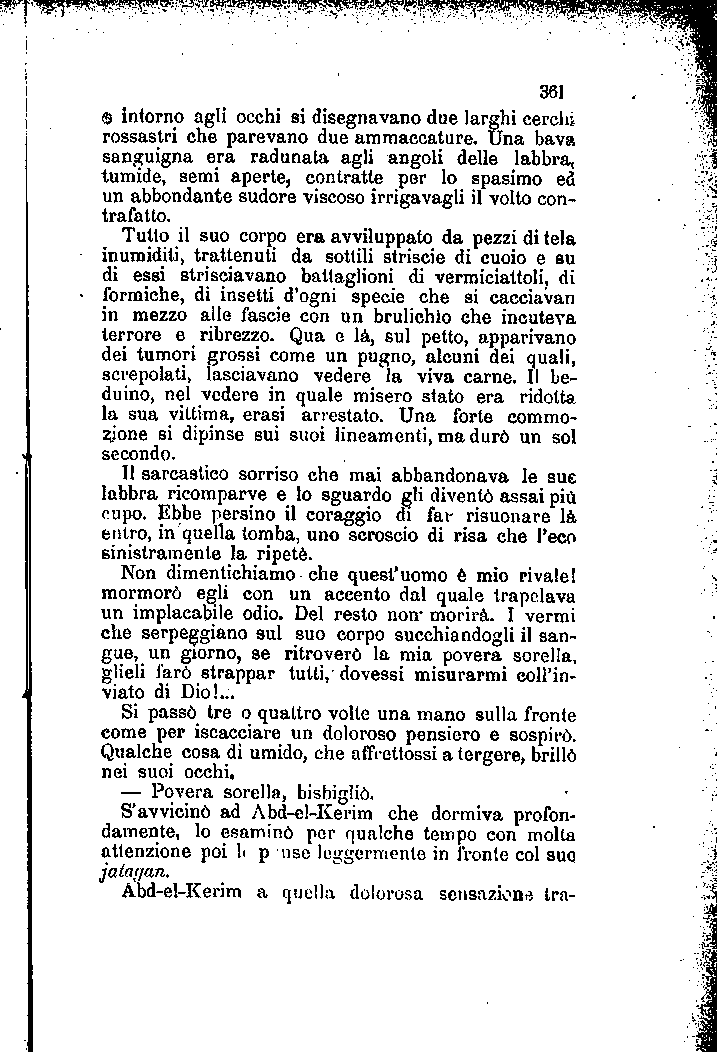 361
e intorno agli occhi si disegnavano due larghi cerchi
rossastri che parevano due ammaccature. Una bava
sanguigna era radunata agli angoli delle labbra,
tumide, semi aperte, contratte per lo spasimo ed
un abbondante sudore viscoso irrigavagli il volto con-
trafatto.
Tutto il suo corpo era avviluppato da pezzi di tela
inumiditi, trattenuti da sottili striscie di cuoio e su
di essi strisciavano battaglioni di vermiciattoli, di
formiche, di insetti d'ogni specie che si cacciavan
in mezzo alle fascie con un brulichìo che incuteva
terrore e ribrezzo. Qua e là, sul petto, apparivano
dei tumori grossi come un pugno, alcuni dei quali,
screpolati, lasciavano vedere la viva carne. Il be-
duino, nel vedere in quale misero stato era ridotta
la sua vittima, erasi arrestato. Una forte commo-
zione si dipinse sui suoi lineamenti, ma durò un sol
secondo.
Il sarcastico sorriso che mai abbandonava le sue
labbra ricomparve e lo sguardo gli diventò assai più
cupo. Ebbe persino il coraggio di far risuonare là
entro, in quella tomba, uno scroscio di risa che l'eco
sinistramente la ripetè.
Non dimentichiamo che quest'uomo è mio rivale!
mormorò egli con un accento dal quale trapelava
un implacabile odio. Del resto non morirà. I vermi
che serpeggiano sul suo corpo succhiandogli il san-
gue, un giorno, se ritroverò la mia povera sorella,
glieli farò strappar tutti, dovessi misurarmi coll'in-
viato di Dio!...
Si passò tre o quattro volte una mano sulla fronte
come per iscacciare un doloroso pensiero e sospirò.
Qualche cosa di umido, che affrettossi a tergere, brillò
nei suoi occhi.
— Povera sorella, bisbigliò.
S'avvicinò ad Abd-el-Kerim che dormiva profon-
damente, lo esaminò per qualche tempo con molta
attenzione poi leggermente in fronte col suo
jatagan.
Abd-el-Kerim a quella dolorosa sensazione tra-